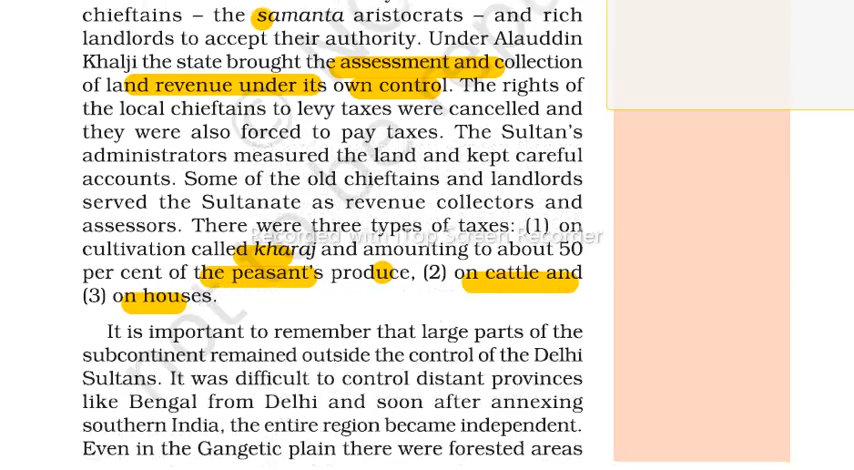 chieftains – the samanta aristocrats – and rich
landlords to accept their authority. Under Alauddin
Khalji the state brought the assessment and collection
of land revenue under its own control. The rights of
the local chieftains to levy taxes were cancelled and
they were also forced to pay taxes. The Sultan's
administrators measured the land and kept careful
accounts. Some of the old chieftains and landlords
served the Sultanate as revenue collectors and
assessors. There were three types of taxes: (1) on
Recorded with iTop Screen Recorder
cultivation called kharaj and amounting to about 50
per cent of the peasant's produce, (2) on cattle and
(3) on houses.
It is important to remember that large parts of the
subcontinent remained outside the control of the Delhi
Sultans. It was difficult to control distant provinces
like Bengal from Delhi and soon after annexing
southern India, the entire region became independent.
Even in the Gangetic plain there were forested areas